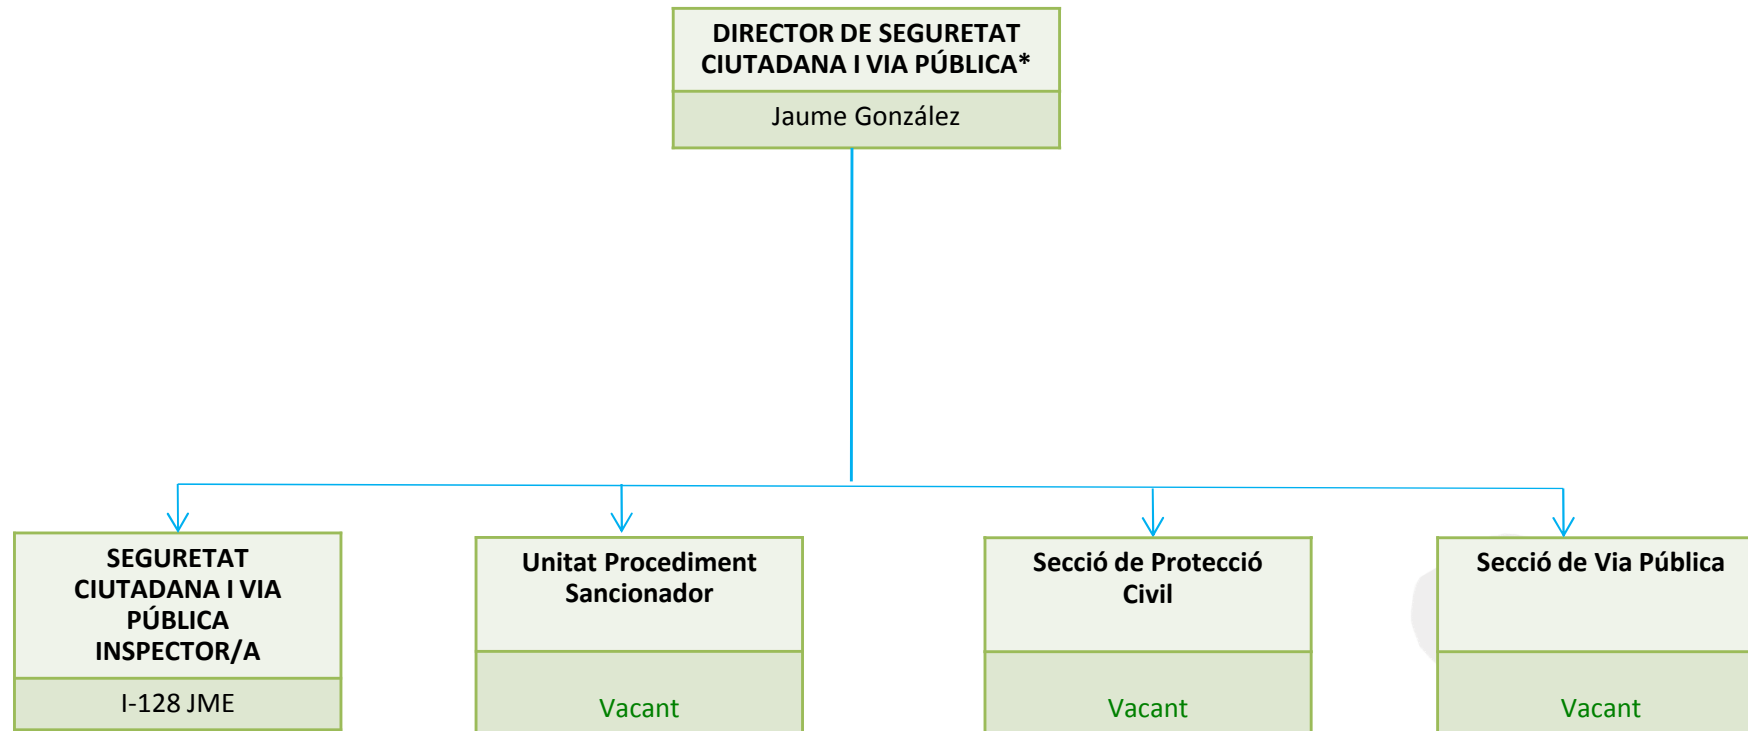 DIRECTOR DE SEGURETAT
CIUTADANA I VIA PÚBLICA*
Jaume González
SEGURETAT
CIUTADANA I VIA
PÚBLICA
INSPECTOR/A
I-128 JME
Unitat Procediment
Sancionador
Vacant
Secció de Protecció
Civil
Vacant
Secció de Via Pública
Vacant